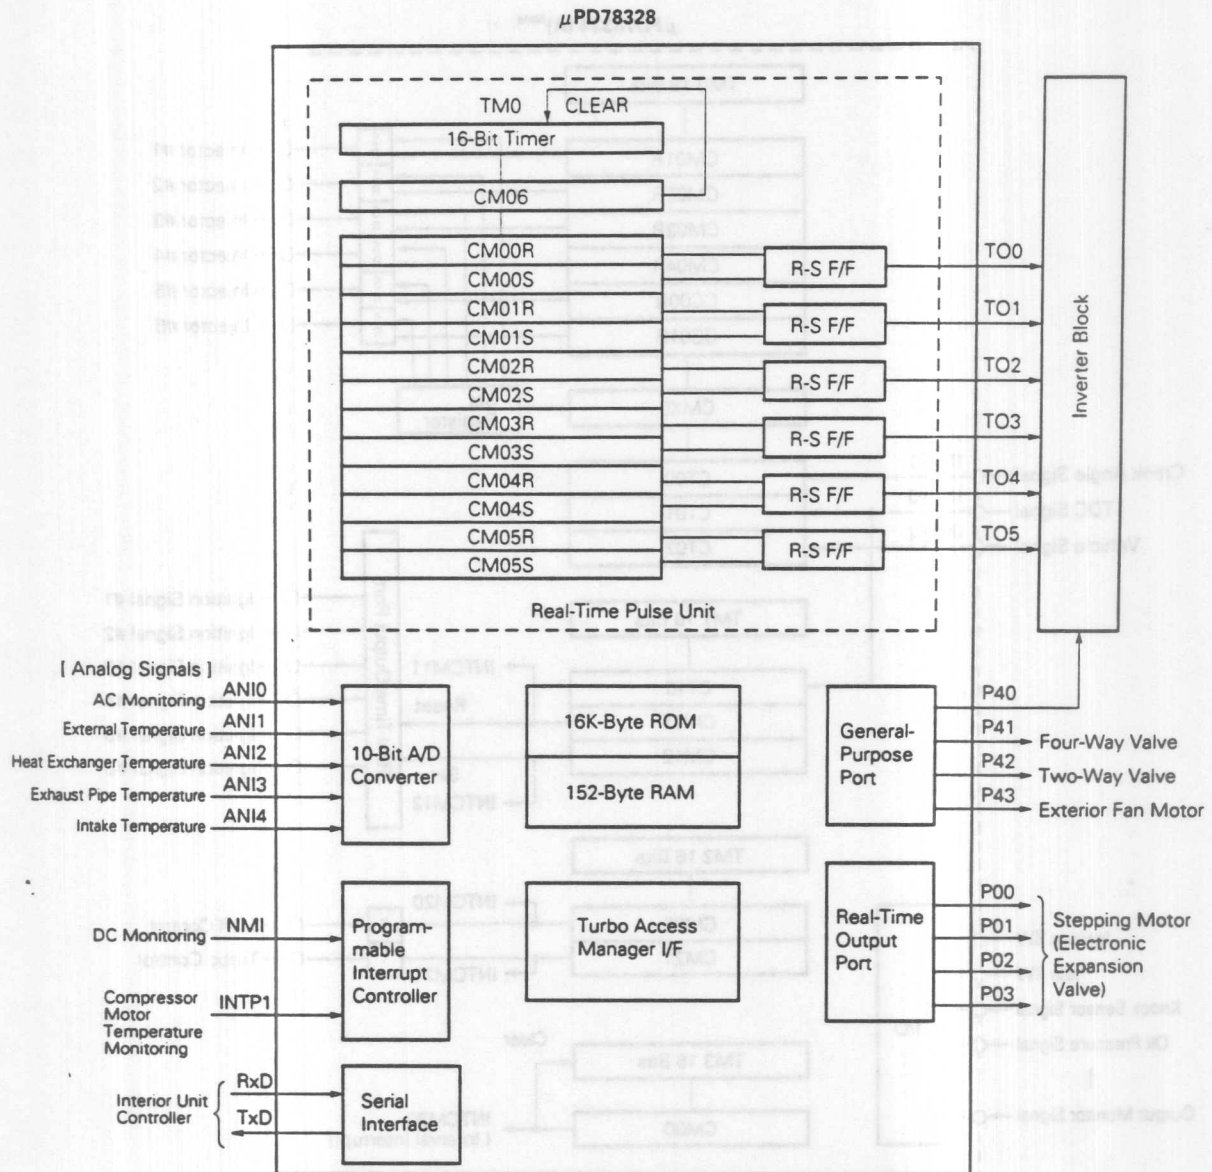 μPD78328
TM0 CLEAR
16-Bit Timer
CM06
CM00R
CM00S
CM01R
CM01S
CM02R
CM02S
CM03R
CM03S
CM04R
CM04S
CM05R
CM05S
R-S F/F
R-S F/F
R-S F/F
R-S F/F
R-S F/F
R-S F/F
TO0
TO1
TO2
TO3
TO4
TO5
Inverter Block
Real-Time Pulse Unit
[ Analog Signals ]
AC Monitoring ANI0
External Temperature ANI1
Heat Exchanger Temperature ANI2
Exhaust Pipe Temperature ANI3
Intake Temperature ANI4
10-Bit A/D
Converter
16K-Byte ROM
152-Byte RAM
General-
Purpose
Port
P40
P41 Four-Way Valve
P42 Two-Way Valve
P43 Exterior Fan Motor
DC Monitoring NMI
Compressor INTP1
Motor
Temperature
Monitoring
Program-
mable
Interrupt
Controller
Turbo Access
Manager I/F
Real-Time
Output
Port
P00
P01
P02
P03
Stepping Motor
(Electronic
Expansion
Valve)
Interior Unit
Controller
RxD
TxD
Serial
Interface